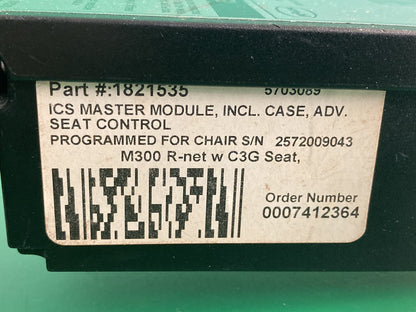 Part #:1821535 5703089
ICS MASTER MODULE, INCL. CASE, ADV.
SEAT CONTROL
PROGRAMMED FOR CHAIR S/N 2572009043
M300 R-net w C3G Seat,
Order Number
0007412364